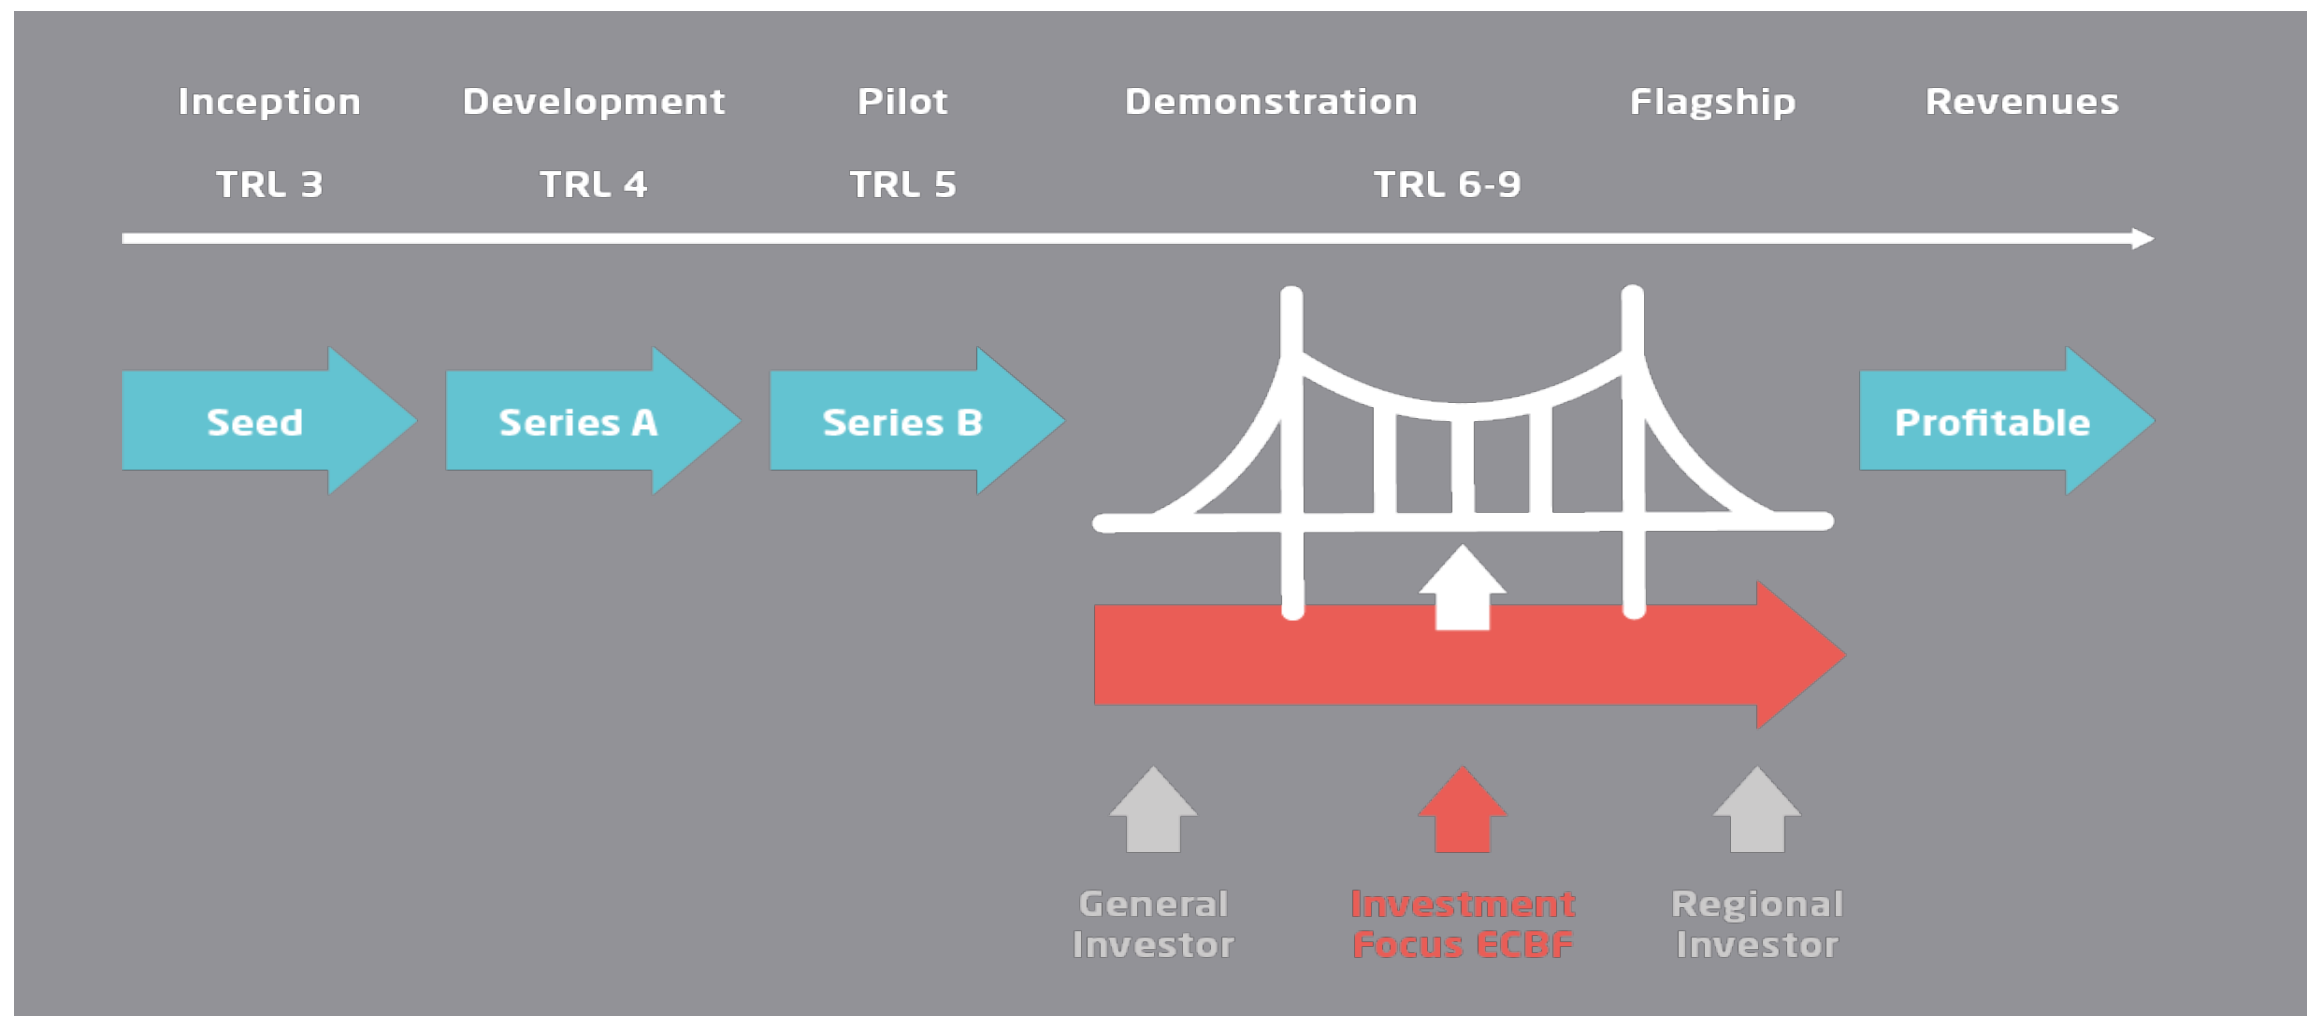 Inception Development Pilot Demonstration Flagship Revenues
TRL 3 TRL 4 TRL 5 TRL 6-9
Seed Series A Series B Profitable
General Investor
Investment Focus ECBF
Regional Investor